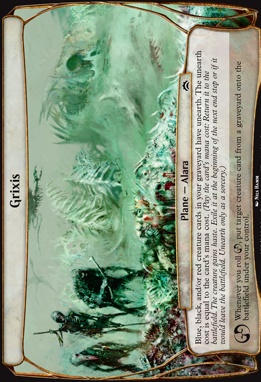 Grixis
Plane — Alara
Blue, black, and/or red creature cards in your graveyard have unearth. The unearth
cost is equal to the card's mana cost. (Pay the card's mana cost: Return it to the
battlefield. The creature gains haste. Exile it at the beginning of the next end step or if it
would leave the battlefield. Unearth only as a sorcery.)
Whenever you roll , put target creature card from a graveyard onto the
battlefield under your control.
Nils Hamm